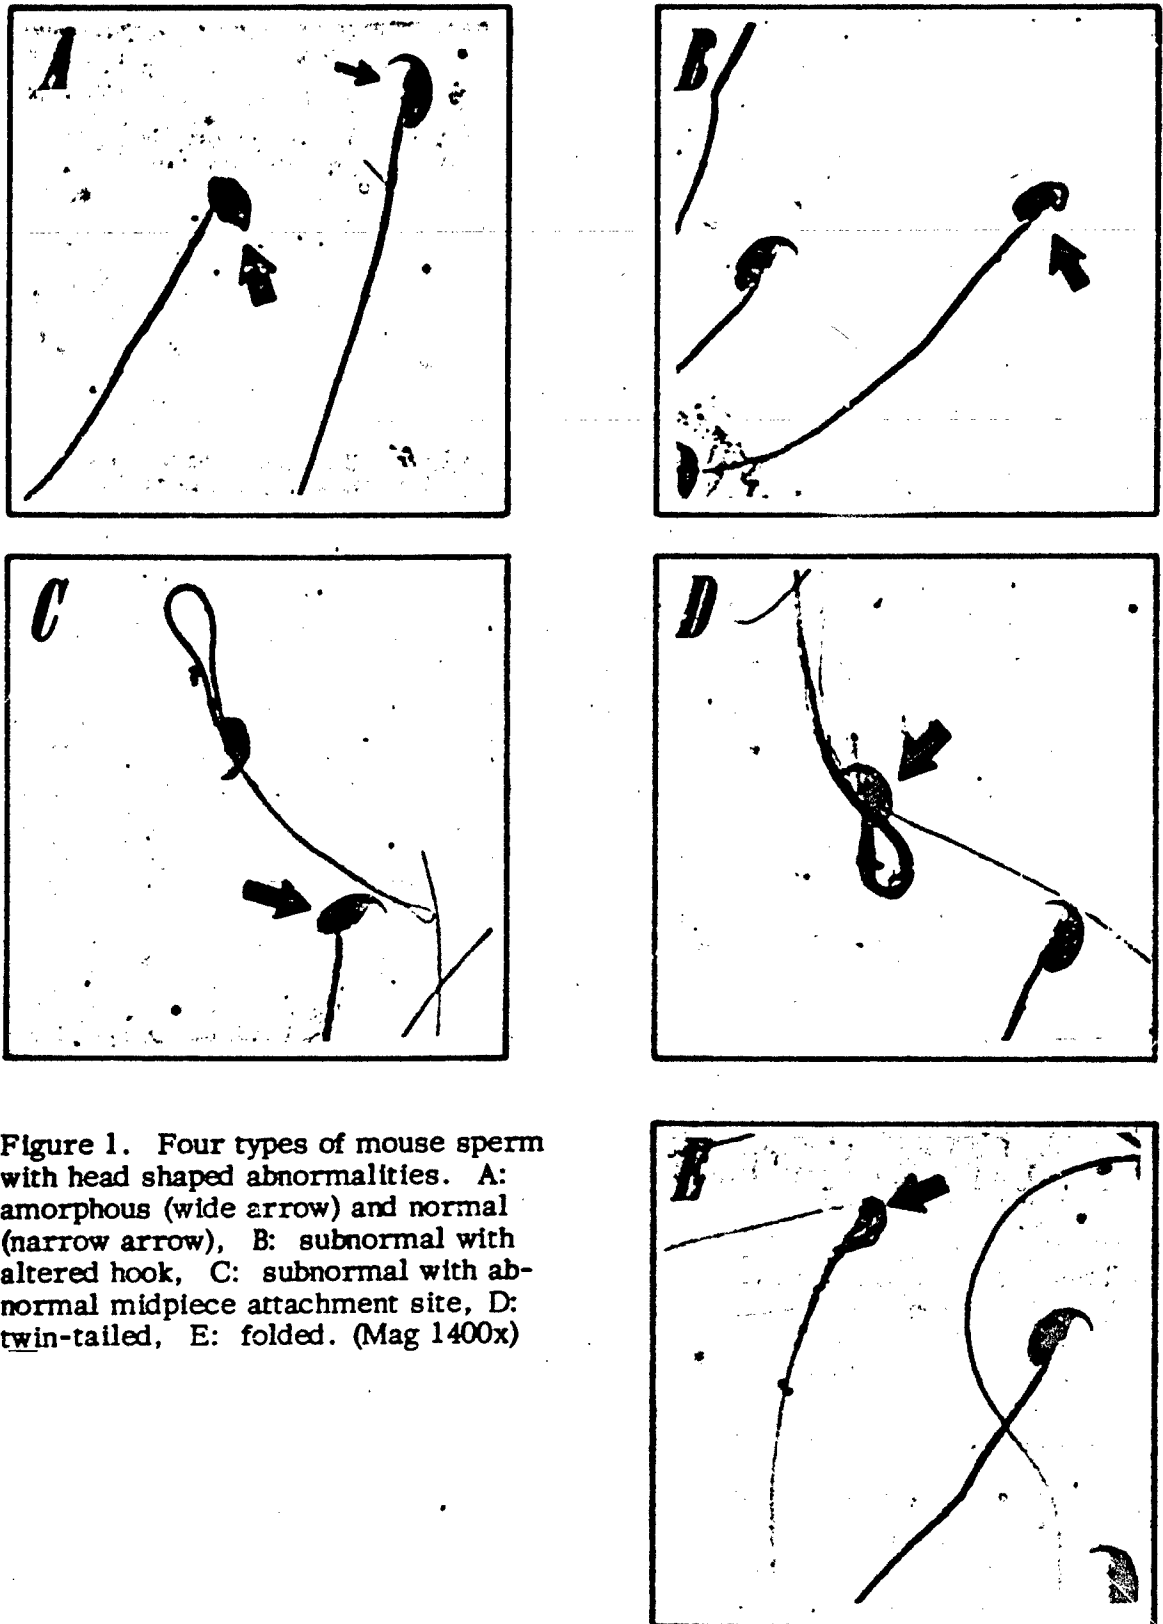 A
B
C
D
E
Figure 1. Four types of mouse sperm
with head shaped abnormalities. A:
amorphous (wide arrow) and normal
(narrow arrow), B: subnormal with
altered hook, C: subnormal with ab-
normal midpiece attachment site, D:
twin-tailed, E: folded. (Mag 1400x)